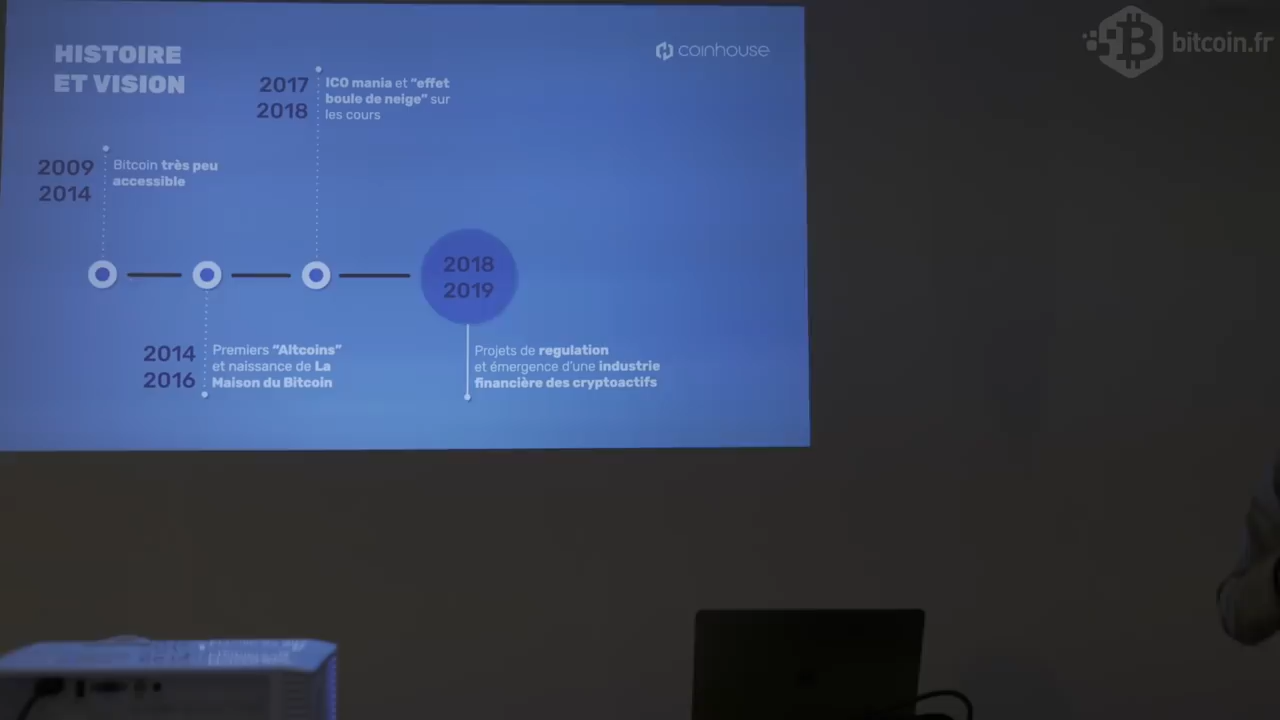 HISTOIRE
ET VISION
coinhouse
bitcoin.fr
2017
2018
ICO mania et “effet
boule de neige” sur
les cours
2009
2014
Bitcoin très peu
accessible
2018
2019
2014
2016
Premiers “Altcoins”
et naissance de La
Maison du Bitcoin
Projets de regulation
et émergence d'une industrie
financière des cryptoactifs